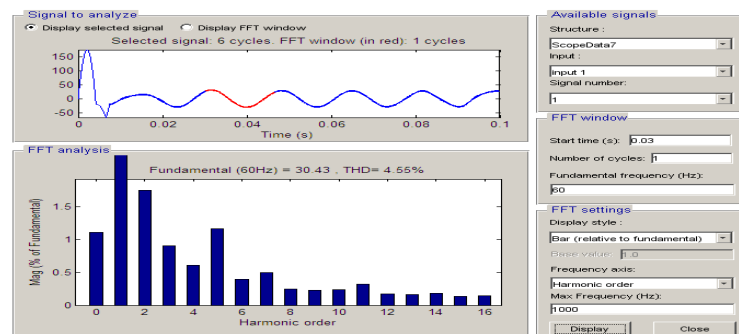 Signal to analyze
Display selected signal Display FFT window
Selected signal: 6 cycles. FFT window (in red): 1 cycles
150
100
50
0
-50
0 0.02 0.04 0.06 0.08 0.1
Time (s)
FFT analysis
Fundamental (60Hz) = 30.43 , THD= 4.55%
Mag (% of Fundamental)
1.5
1
0.5
0
0 2 4 6 8 10 12 14 16
Harmonic order
Available signals
Structure :
ScopeData7
Input :
input 1
Signal number:
1
FFT window
Start time (s): 0.03
Number of cycles: 1
Fundamental frequency (Hz):
60
FFT settings
Display style :
Bar (relative to fundamental)
Base value: 1.0
Frequency axis:
Harmonic order
Max Frequency (Hz):
1000
Display Close